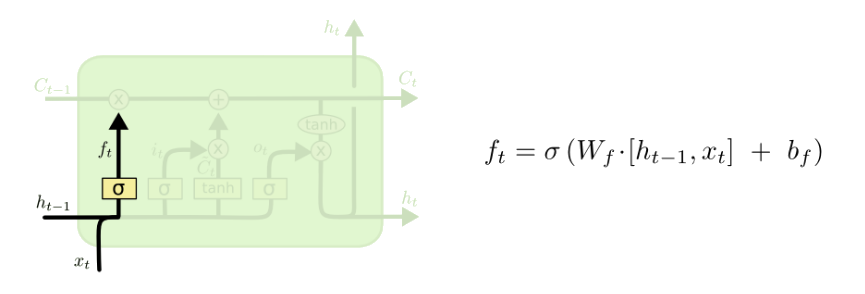 h_t
C_{t-1}
C_t
x
+
tanh
f_t
i_t
C̃_t
o_t
x
x
σ
σ
tanh
σ
h_{t-1}
h_t
x_t
f_t = σ (W_f · [h_{t-1}, x_t] + b_f)